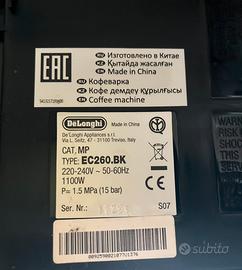 EAC
Изготовлено в Китае
Қытайда жасалған
Made in China
Кофеварка
Кофе демдеу құрылғысы
Coffee machine
5413217310600
DeLonghi
Made in China
De'Longhi Appliances s.r.l.
Via L. Seitz, 47 - 31100 Treviso, Italy
CAT, MP
TYPE: EC260.BK
220-240V ~ 50-60Hz
1100W
P= 1.5 MPa (15 bar)
Ser. Nr.:
S07
subito